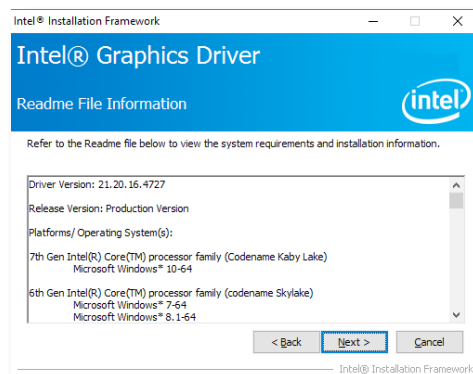 Intel® Installation Framework
Intel® Graphics Driver
Readme File Information
intel
Refer to the Readme file below to view the system requirements and installation information.
Driver Version: 21.20.16.4727
Release Version: Production Version
Platforms/ Operating System(s):
7th Gen Intel(R) Core(TM) processor family (Codename Kaby Lake)
Microsoft Windows* 10-64
6th Gen Intel(R) Core(TM) processor family (codename Skylake)
Microsoft Windows* 7-64
Microsoft Windows* 8.1-64
< Back Next > Cancel
Intel® Installation Framework